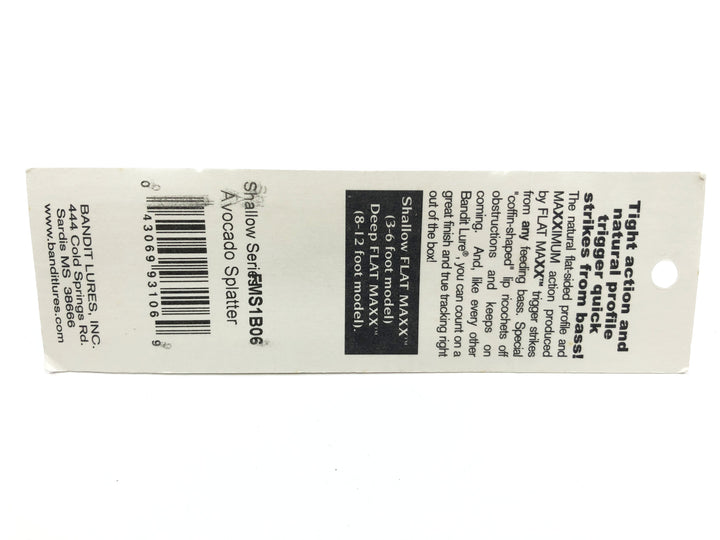 Tight action and
natural profile
trigger quick
strikes from bass!
The natural flat-sided profile and
MAXXIMUM action produced
by FLAT MAXX™ trigger strikes
from any feeding bass. Special
"coffin-shaped" lip ricochets off
obstructions and keeps on
coming. And, like every other
Bandit Lure®, you can count on a
great finish and true tracking right
out of the box!
Shallow FLAT MAXX™
(3-6 foot model)
Deep FLAT MAXX™
(8-12 foot model).
FMS1B06
Shallow Series
Avocado Splatter
0 43069 93106 9
BANDIT LURES, INC.
444 Cold Springs Rd.
Sardis MS 38666
www.banditlures.com